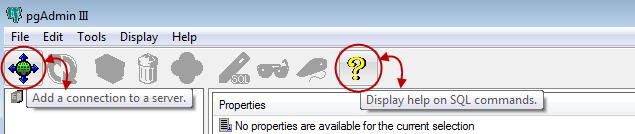 pgAdmin III
File Edit Tools Display Help
SQL
?
Add a connection to a server.
Display help on SQL commands.
Properties
No properties are available for the current selection